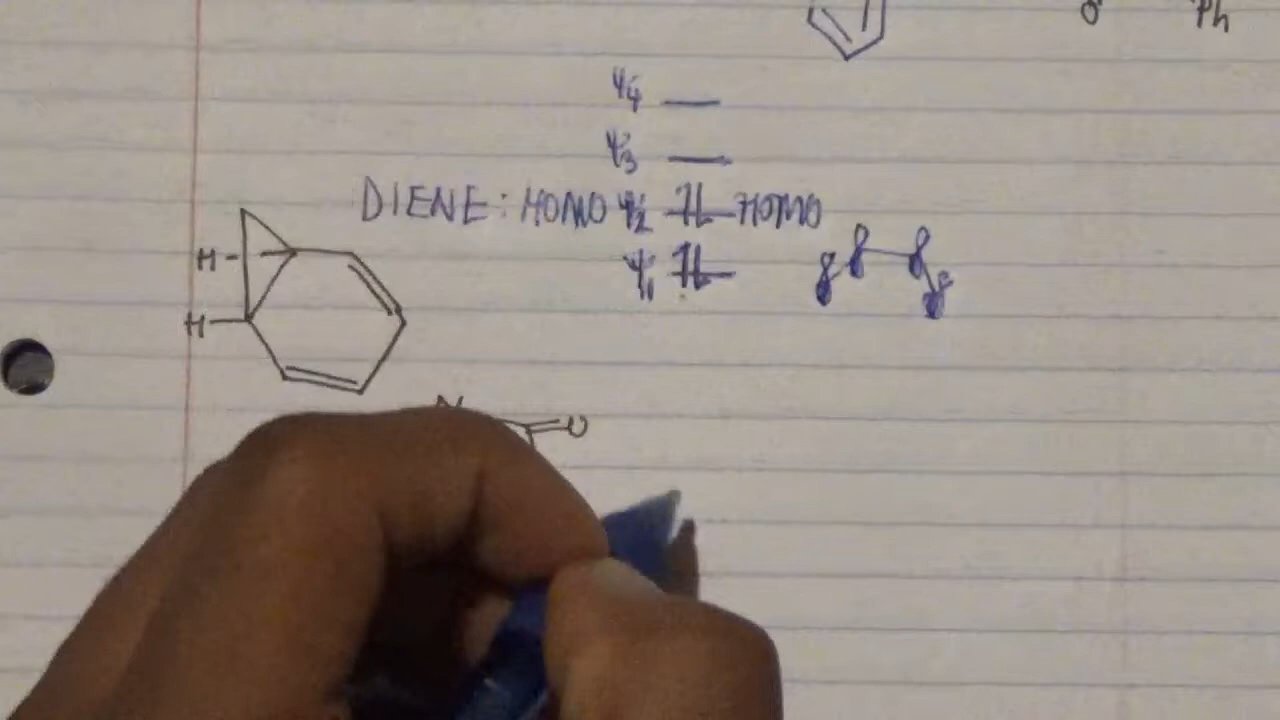 O Ph
Ψ4
Ψ3
DIENE: HOMO Ψ2 HOMO
H Ψ1
H
O